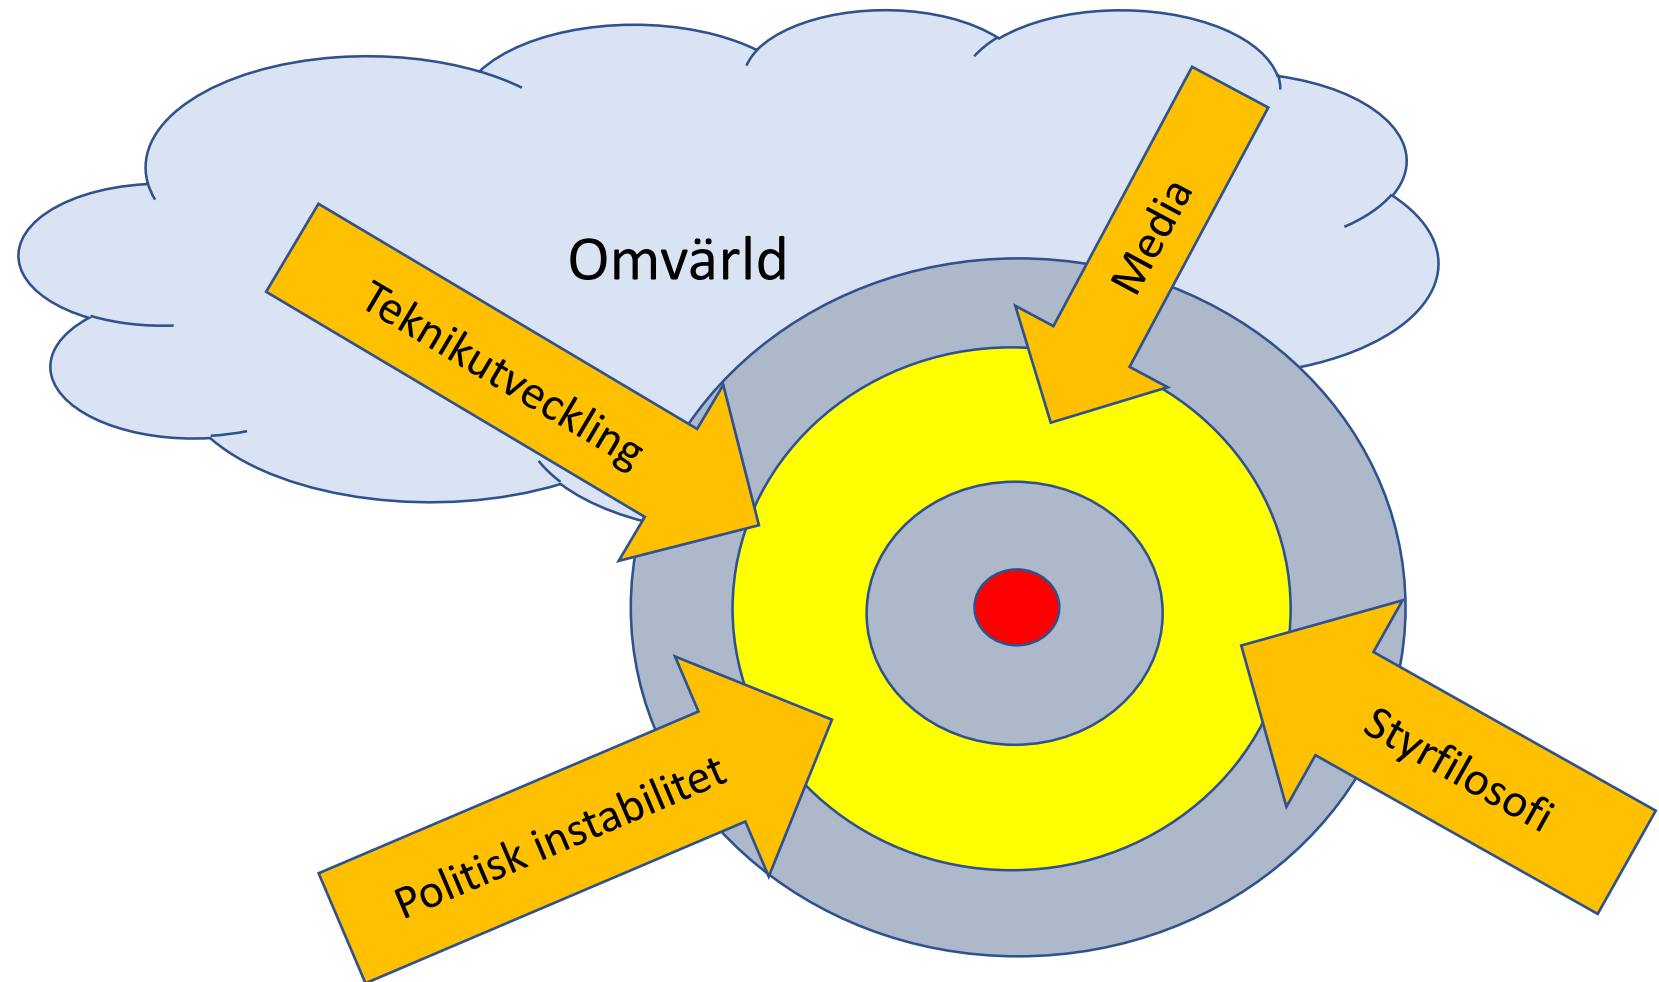 Media
Omvärld
Teknikutveckling
Styrfilosofi
Politisk instabilitet